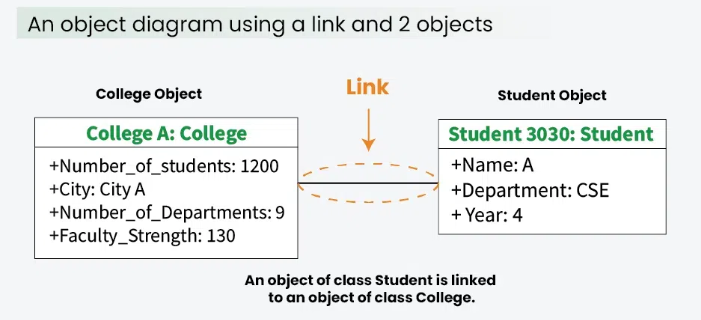 An object diagram using a link and 2 objects
Link
College Object
Student Object
College A: College
+Number_of_students: 1200
+City: City A
+Number_of_Departments: 9
+Faculty_Strength: 130
Student 3030: Student
+Name: A
+Department: CSE
+ Year: 4
An object of class Student is linked
to an object of class College.